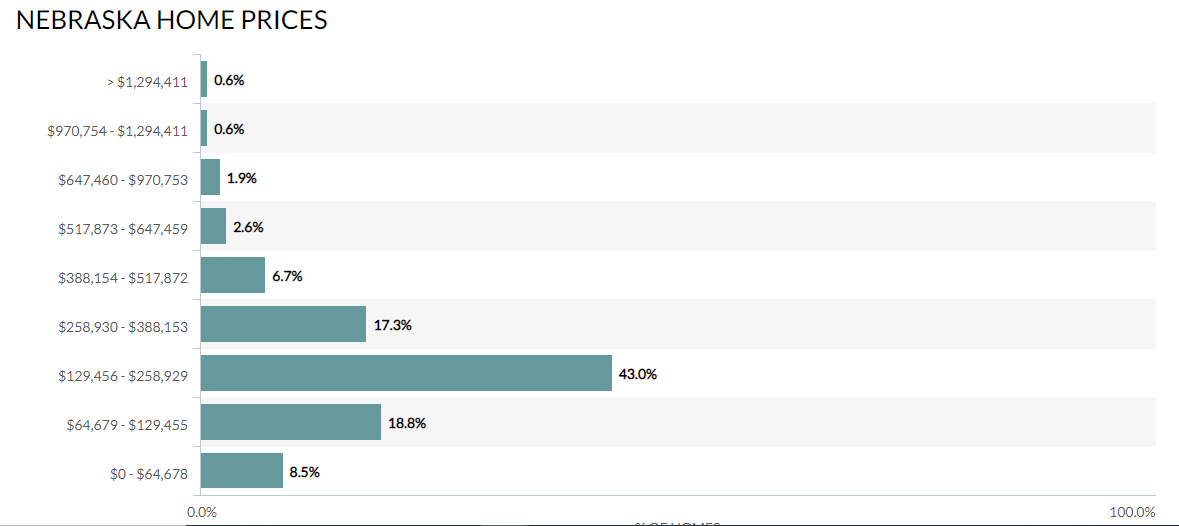 NEBRASKA HOME PRICES
> $1,294,411 0.6%
$970,754 - $1,294,411 0.6%
$647,460 - $970,753 1.9%
$517,873 - $647,459 2.6%
$388,154 - $517,872 6.7%
$258,930 - $388,153 17.3%
$129,456 - $258,929 43.0%
$64,679 - $129,455 18.8%
$0 - $64,678 8.5%
0.0% 100.0%
% OF HOMES